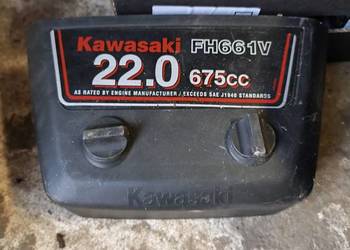 Kawasaki FH661V
22.0 675cc
AS RATED BY ENGINE MANUFACTURER / EXCEEDS SAE J1940 STANDARDS
Kawasaki